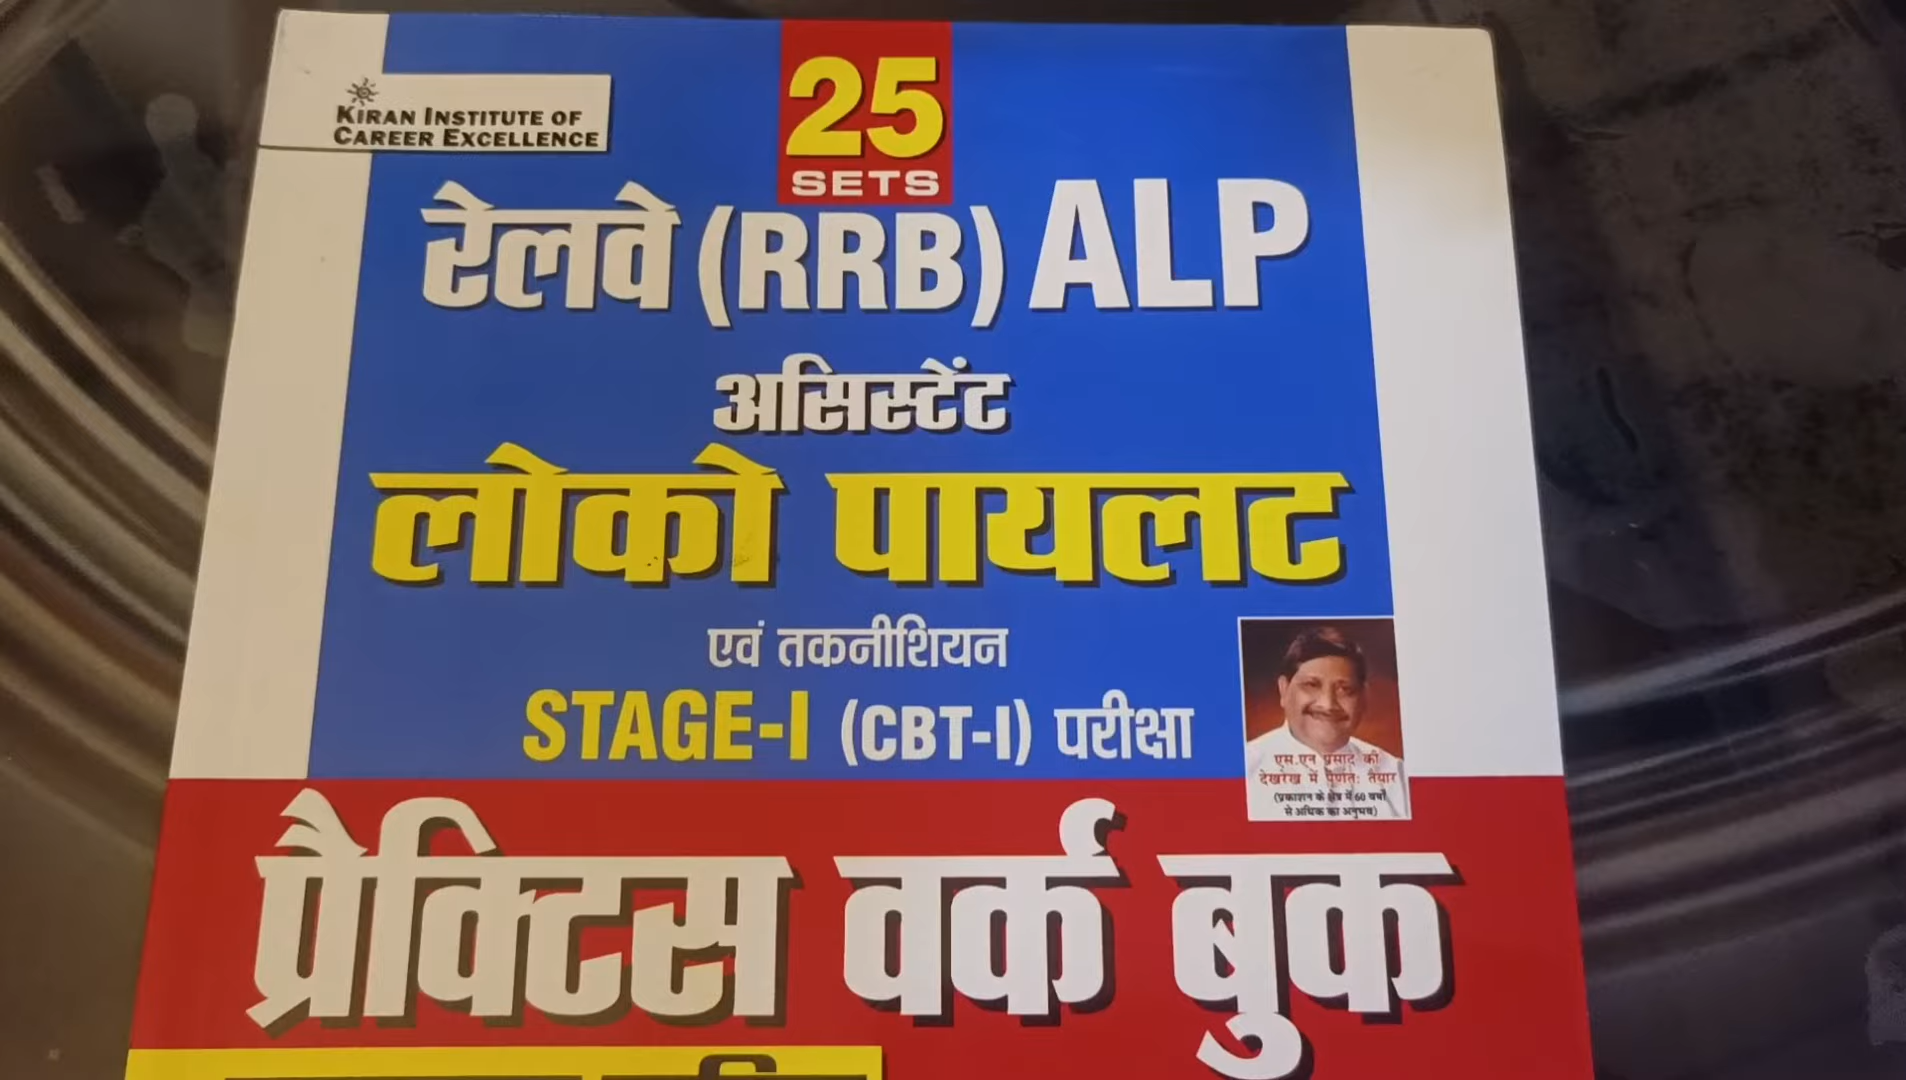 KIRAN INSTITUTE OF
CAREER EXCELLENCE
25
SETS
रेलवे (RRB) ALP
असिस्टेंट
लोको पायलट
एवं तकनीशियन
STAGE-I (CBT-I) परीक्षा
एस.एन प्रसाद की
देखरेख में पूर्णतः तैयार
(प्रकाशन के क्षेत्र में 60 वर्षों
से अधिक का अनुभव)
प्रैक्टिस वर्क बुक